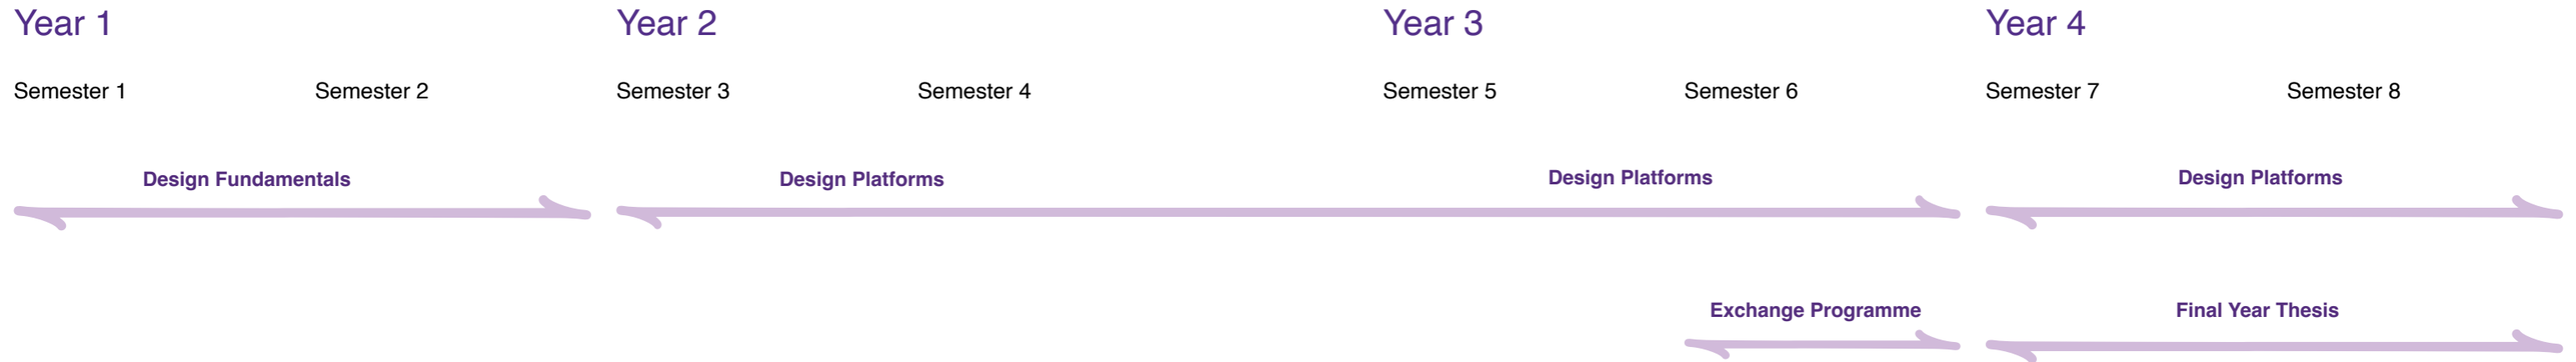 Year 1 Year 2 Year 3 Year 4
Semester 1 Semester 2 Semester 3 Semester 4 Semester 5 Semester 6 Semester 7 Semester 8
Design Fundamentals Design Platforms Design Platforms Design Platforms
Exchange Programme Final Year Thesis